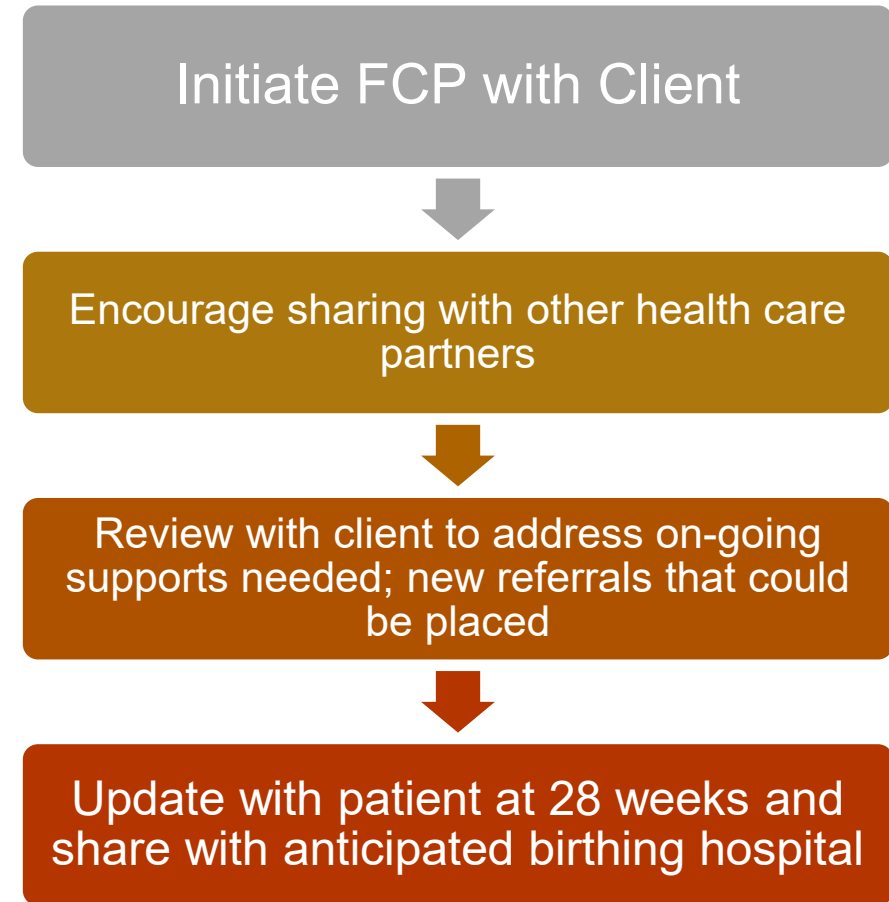 Initiate FCP with Client
Encourage sharing with other health care
partners
Review with client to address on-going
supports needed; new referrals that could
be placed
Update with patient at 28 weeks and
share with anticipated birthing hospital